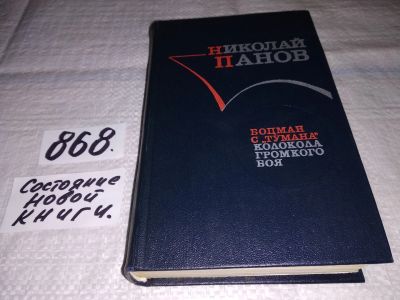 НИКОЛАЙ
ПАНОВ
БОЦМАН
С „ТУМАНА“
КОЛОКОЛА
ГРОМКОГО
БОЯ
868.
Состояние
новой
книги.